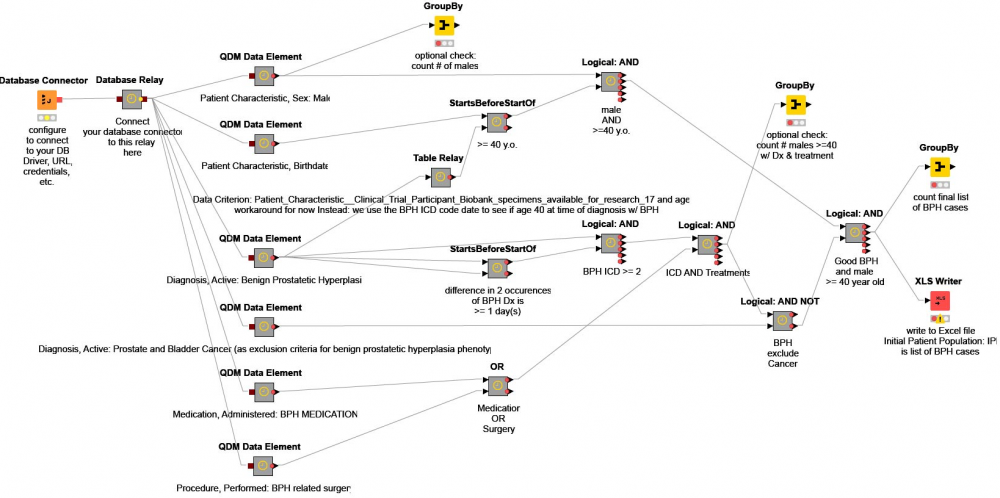 GroupBy
optional check:
count # of males
QDM Data Element
Patient Characteristic, Sex: Male
Logical: AND
male
AND
>=40 y.o.
Database Connector
configure
to connect
to your DB
Driver, URL,
credentials,
etc.
Database Relay
Connect
your database connector
to this relay
here
StartsBeforeStartOf
>= 40 y.o.
QDM Data Element
Patient Characteristic, Birthdate
GroupBy
optional check:
count # males >=40
w/ Dx & treatment
Table Relay
Data Criterion: Patient_Characteristic__Clinical_Trial_Participant_Biobank_specimens_available_for_research_17 and age
workaround for now Instead: we use the BPH ICD code date to see if age 40 at time of diagnosis w/ BPH
GroupBy
count final list
of BPH cases
QDM Data Element
Diagnosis, Active: Benign Prostatetic Hyperplasi
StartsBeforeStartOf
difference in 2 occurences
of BPH Dx is
>= 1 day(s)
Logical: AND
BPH ICD >= 2
Logical: AND
ICD AND Treatments
Logical: AND
Good BPH
and male
>= 40 year old
XLS Writer
XLS
write to Excel file
Initial Patient Population: IPP
is list of BPH cases
QDM Data Element
Diagnosis, Active: Prostate and Bladder Cancer (as exclusion criteria for benign prostatetic hyperplasia phenoty
Logical: AND NOT
BPH
exclude
Cancer
QDM Data Element
Medication, Administered: BPH MEDICATION
OR
Medication
OR
Surgery
QDM Data Element
Procedure, Performed: BPH related surger